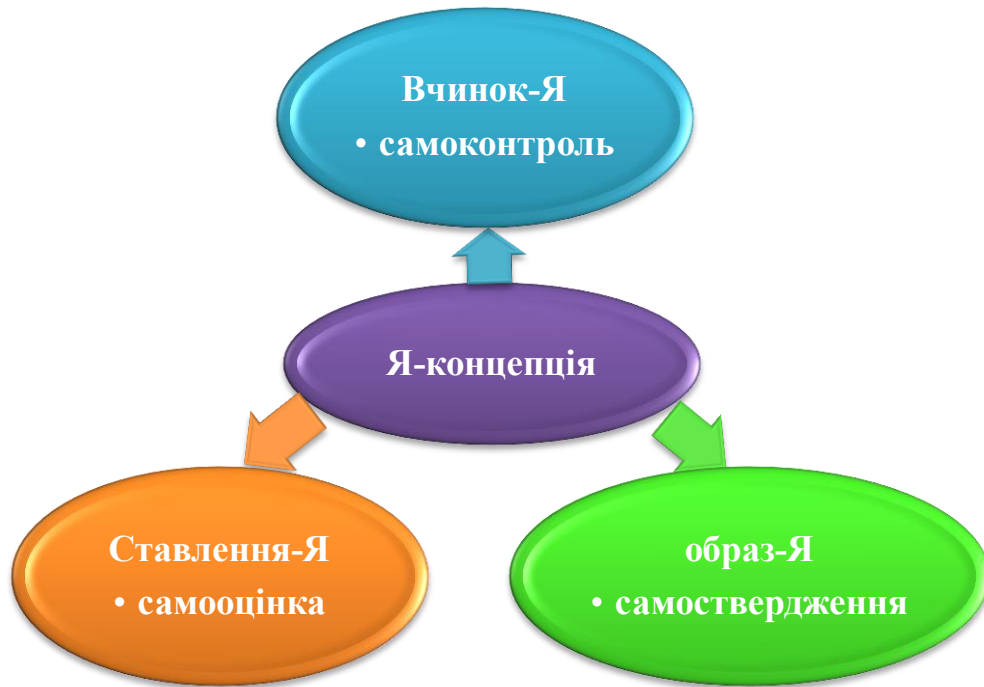 Вчинок-Я
• самоконтроль
Я-концепція
Ставлення-Я
• самооцінка
образ-Я
• самоствердження